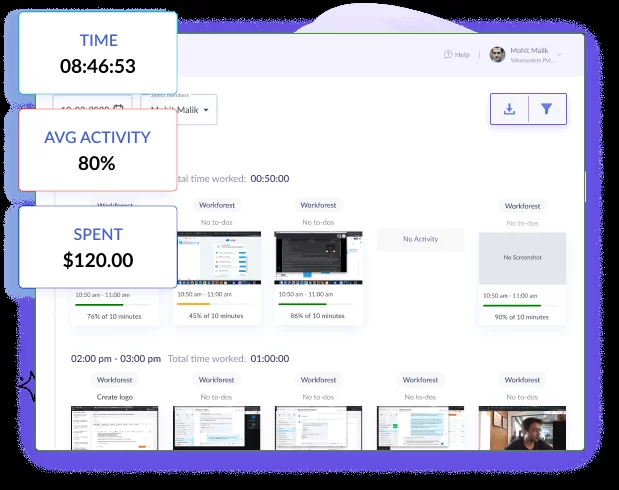 TIME
08:46:53
Help
Mohit Malik
Valuecoders Pvt...
Select members
Mohit Malik
AVG ACTIVITY
80%
Total time worked: 00:50:00
Workforest
Workforest
Workforest
Workforest
No to-dos
No to-dos
No to-dos
SPENT
$120.00
No Activity
No Screenshot
10:50 am - 11:00 am
10:50 am - 11:00 am
10:50 am - 11:00 am
10:50 am - 11:00 am
76% of 10 minutes
45% of 10 minutes
86% of 10 minutes
90% of 10 minutes
02:00 pm - 03:00 pm Total time worked: 01:00:00
Workforest
Workforest
Workforest
Workforest
Workforest
Create logo
No to-dos
No to-dos
No to-dos
No to-dos